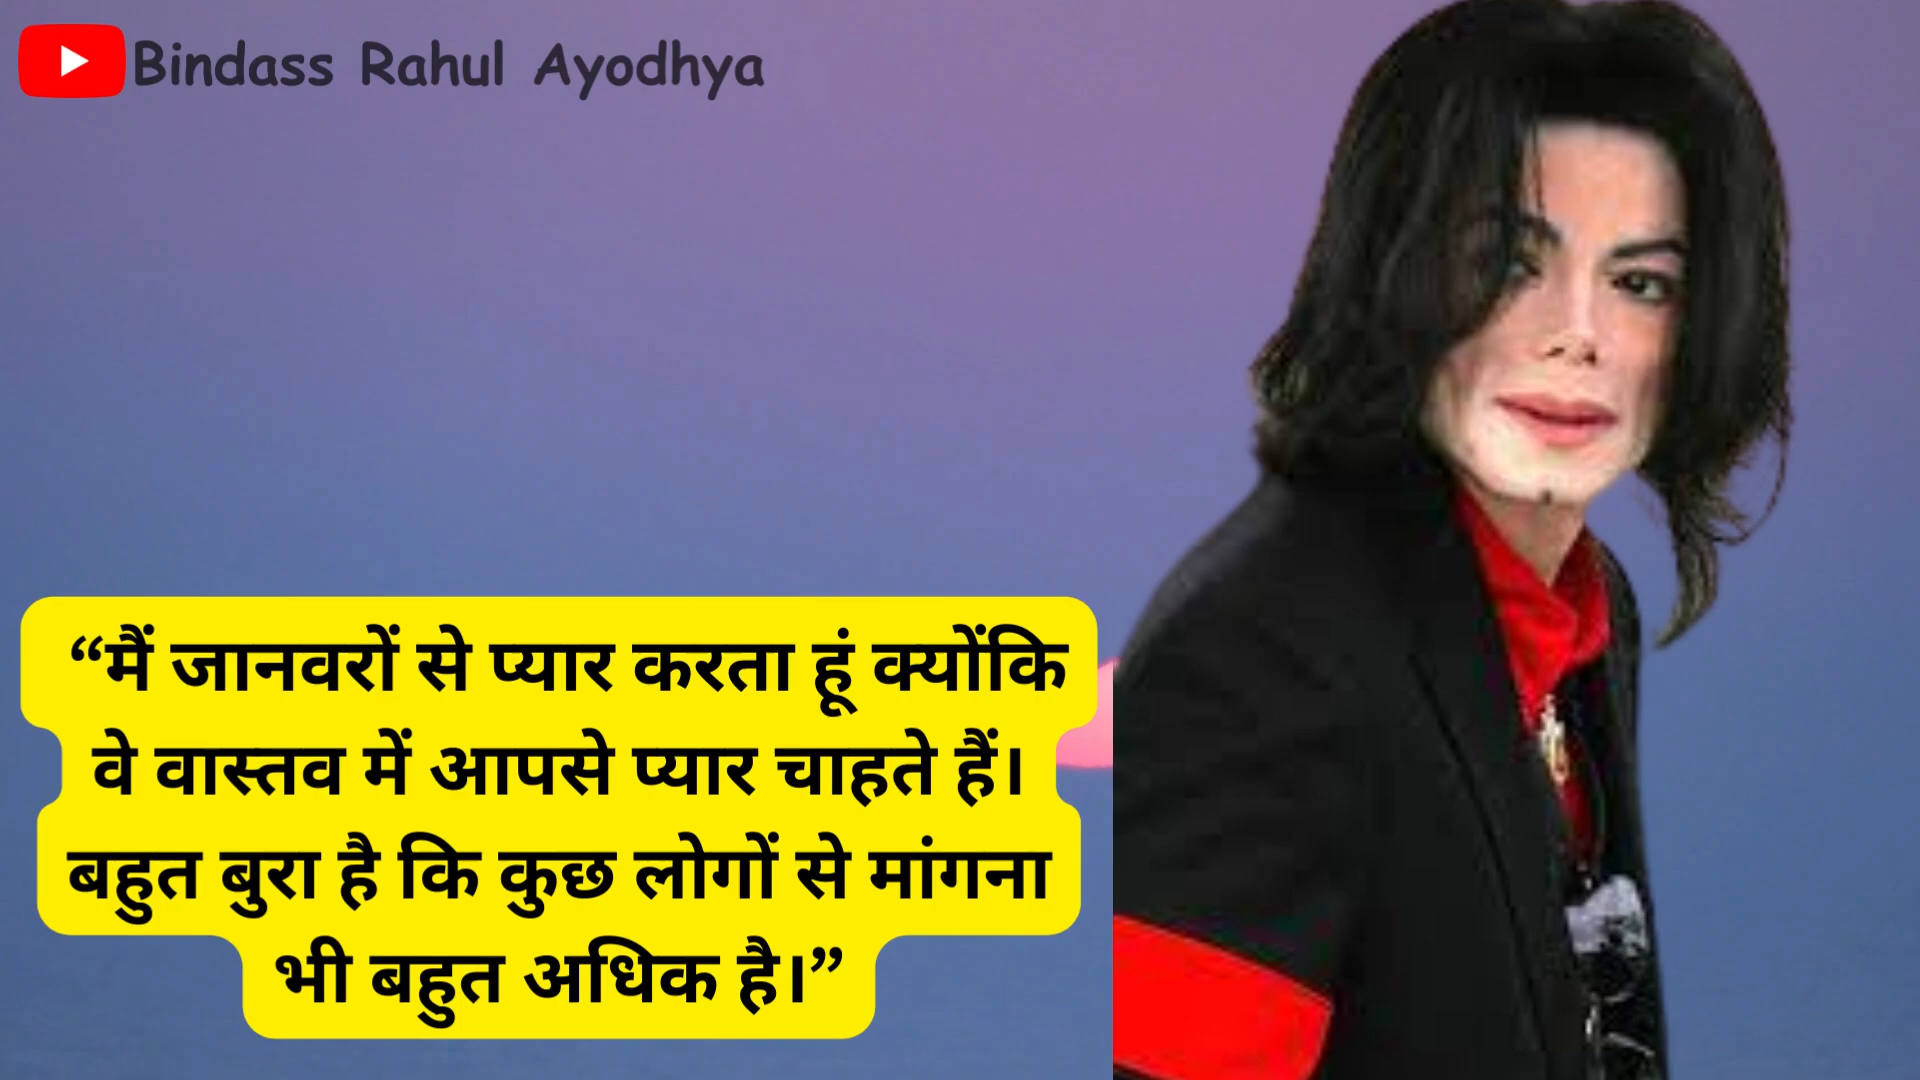 Bindass Rahul Ayodhya
“मैं जानवरों से प्यार करता हूं क्योंकि
वे वास्तव में आपसे प्यार चाहते हैं।
बहुत बुरा है कि कुछ लोगों से मांगना
भी बहुत अधिक है।”